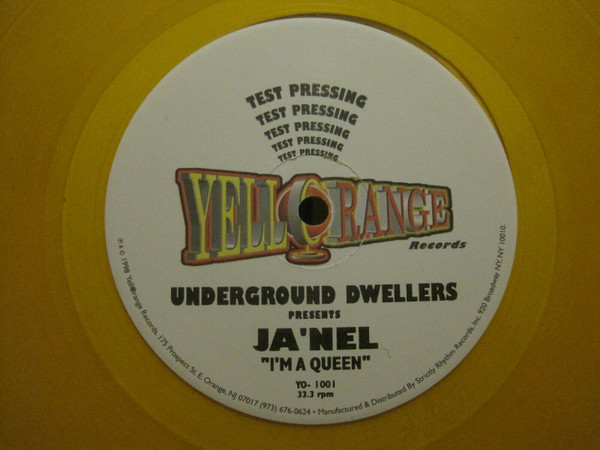 TEST PRESSING
TEST PRESSING
TEST PRESSING
TEST PRESSING
TEST PRESSING
YELLORANGE
Records
UNDERGROUND DWELLERS
PRESENTS
JA'NEL
"I'M A QUEEN"
YO- 1001
33.3 rpm
℗ & © 1998 YellOrange Records, 175 Prospect St. E. Orange, NJ 07017 (973) 676-0624 • Manufactured & Distributed By Strictly Rhythm Records, Inc. 920 Broadway NY, NY 10010.